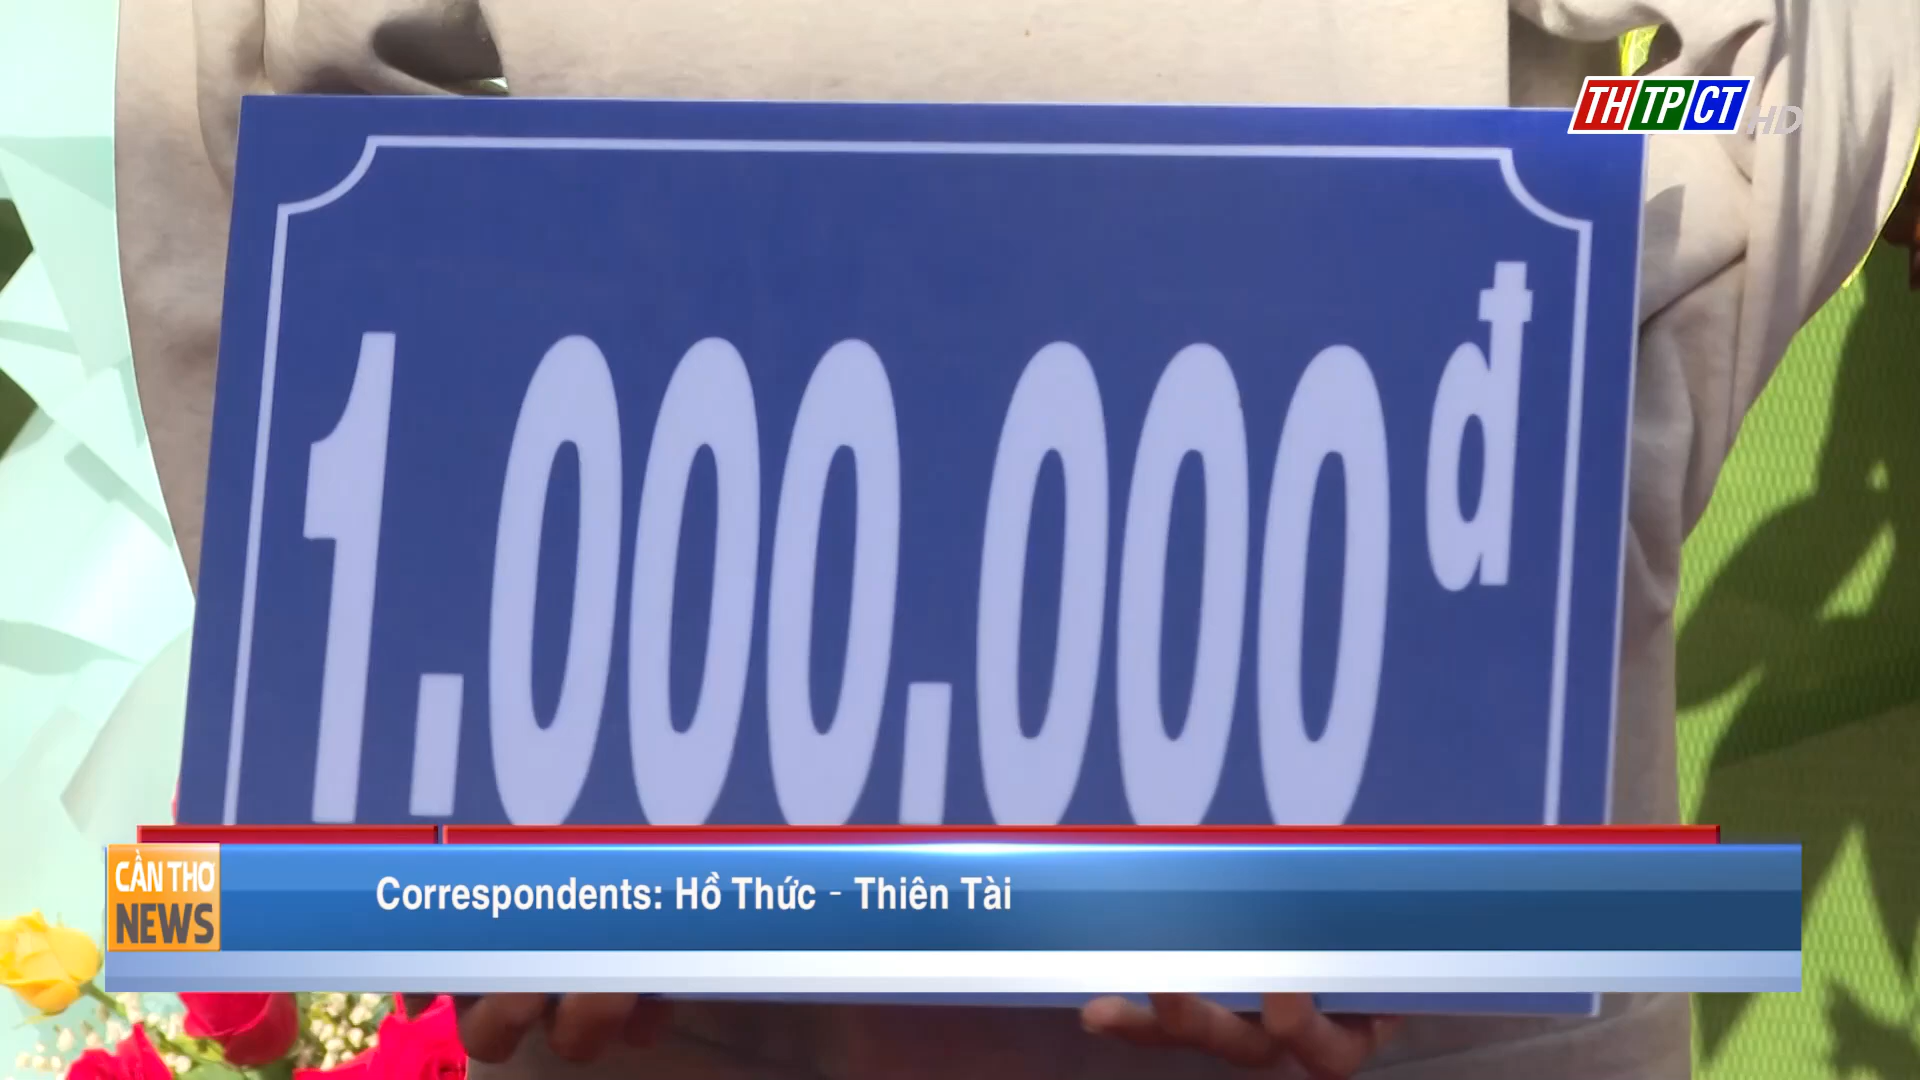 THTPCT HD
1.000.000đ
CẦN THƠ
NEWS
Correspondents: Hồ Thức - Thiên Tài